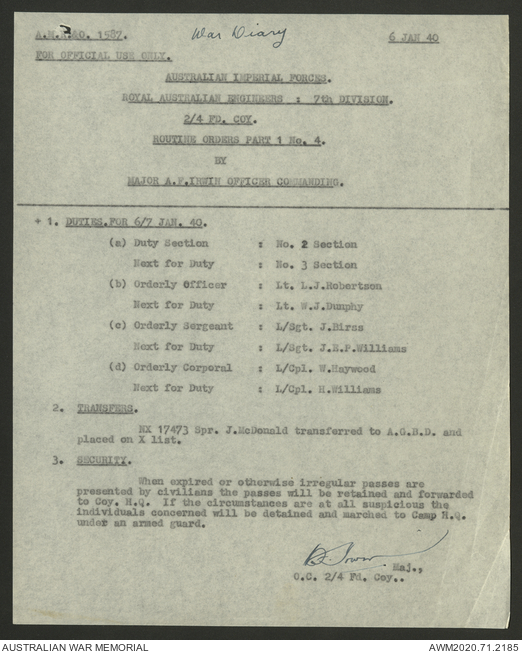 A.M.F.&O. 1587.
War Diary
6 JAN 40
FOR OFFICIAL USE ONLY.
AUSTRALIAN IMPERIAL FORCES.
ROYAL AUSTRALIAN ENGINEERS : 7th DIVISION.
2/4 FD. COY.
ROUTINE ORDERS PART 1 No. 4.
BY
MAJOR A.F.IRWIN OFFICER COMMANDING.
+ 1. DUTIES.FOR 6/7 JAN. 40.
(a) Duty Section : No. 2 Section
Next for Duty : No. 3 Section
(b) Orderly Officer : Lt. L.J.Robertson
Next for Duty : Lt. W.J.Dunphy
(c) Orderly Sergeant : L/Sgt. J.Birss
Next for Duty : L/Sgt. J.E.P.Williams
(d) Orderly Corporal : L/Cpl. W.Haywood
Next for Duty : L/Cpl. H.Williams
2. TRANSFERS.
NX 17473 Spr. J.McDonald transferred to A.G.B.D. and
placed on X list.
3. SECURITY.
When expired or otherwise irregular passes are
presented by civilians the passes will be retained and forwarded
to Coy. H.Q. If the circumstances are at all suspicious the
individuals concerned will be detained and marched to Camp H.Q.
under an armed guard.
Irwin Maj.,
O.C. 2/4 Fd. Coy..
AUSTRALIAN WAR MEMORIAL
AWM2020.71.2185